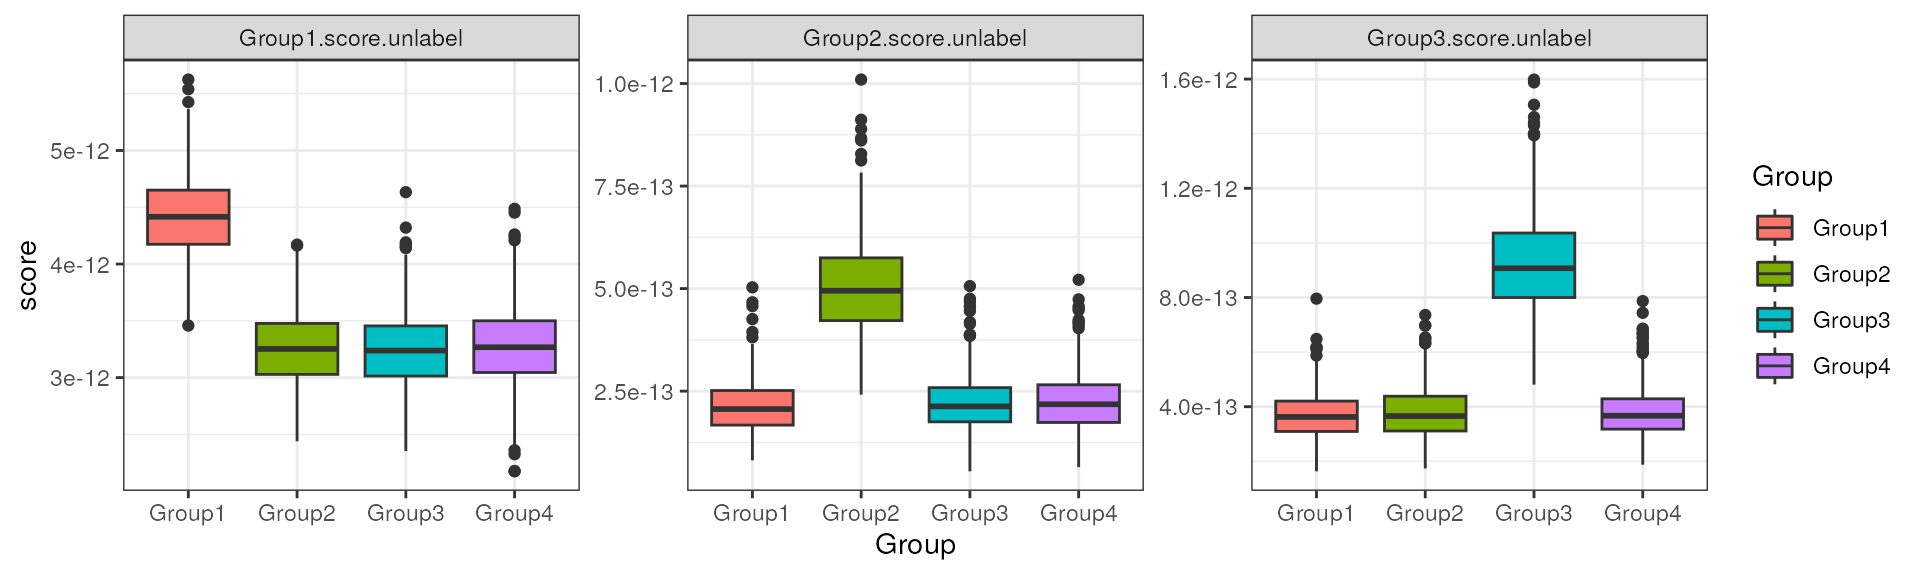 Group1.score.unlabel
Group2.score.unlabel
Group3.score.unlabel
score
5e-12
4e-12
3e-12
1.0e-12
7.5e-13
5.0e-13
2.5e-13
1.6e-12
1.2e-12
8.0e-13
4.0e-13
Group1 Group2 Group3 Group4
Group1 Group2 Group3 Group4
Group1 Group2 Group3 Group4
Group
Group
Group1
Group2
Group3
Group4